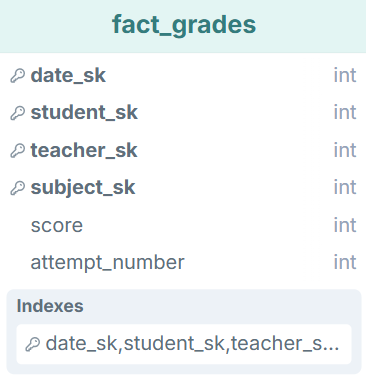 fact_grades
date_sk int
student_sk int
teacher_sk int
subject_sk int
score int
attempt_number int
Indexes
date_sk,student_sk,teacher_s...